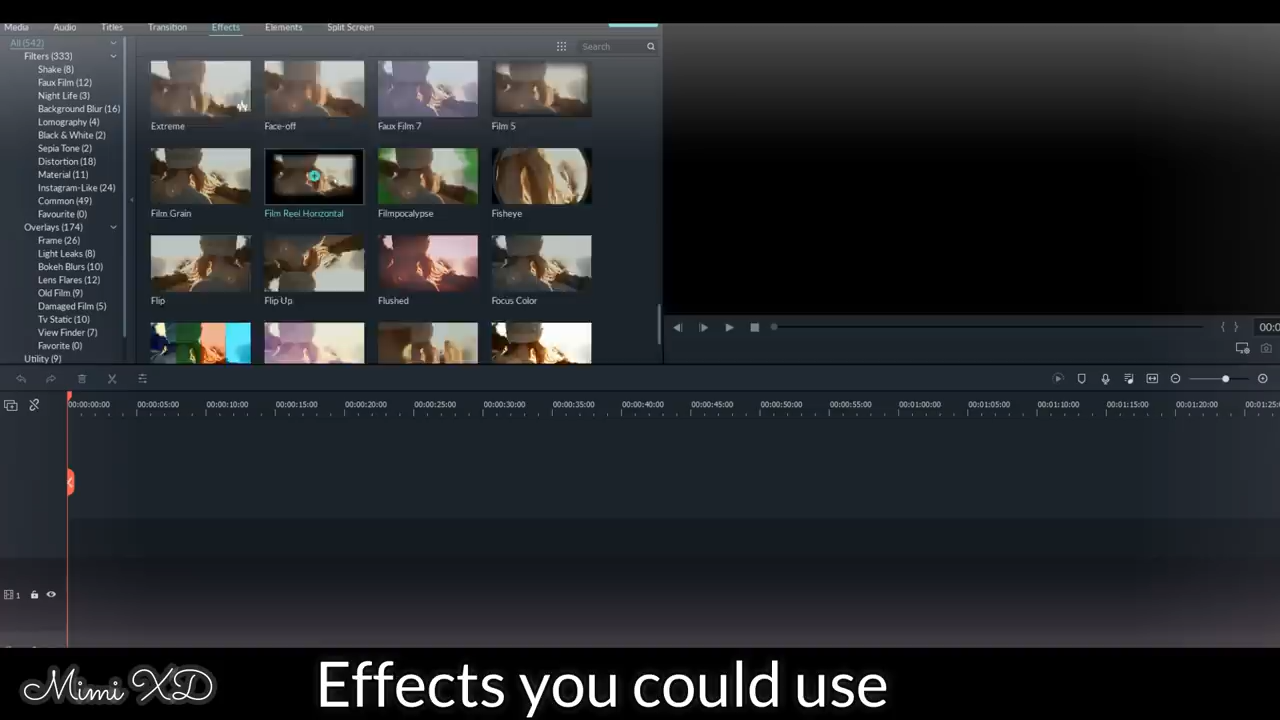 Media Audio Titles Transition Effects Elements Split Screen
All (542)
Filters (333)
Shake (8)
Faux Film (12)
Night Life (3)
Background Blur (16)
Lomography (4)
Black & White (2)
Sepia Tone (2)
Distortion (18)
Material (11)
Instagram-Like (24)
Common (49)
Favourite (0)
Overlays (174)
Frame (26)
Light Leaks (8)
Bokeh Blurs (10)
Lens Flares (12)
Old Film (9)
Damaged Film (5)
Tv Static (10)
View Finder (7)
Favorite (0)
Utility (9)
Search
Extreme Face-off Faux Film 7 Film 5
Film Grain Film Reel Horizontal Filmpocalypse Fisheye
Flip Flip Up Flushed Focus Color
{ } 00:0
00:00:00:00 00:00:05:00 00:00:10:00 00:00:15:00 00:00:20:00 00:00:25:00 00:00:30:00 00:00:35:00 00:00:40:00 00:00:45:00 00:00:50:00 00:00:55:00 00:01:00:00 00:01:05:00 00:01:10:00 00:01:15:00 00:01:20:00 00:01:25:0
1
Mimi XD
Effects you could use